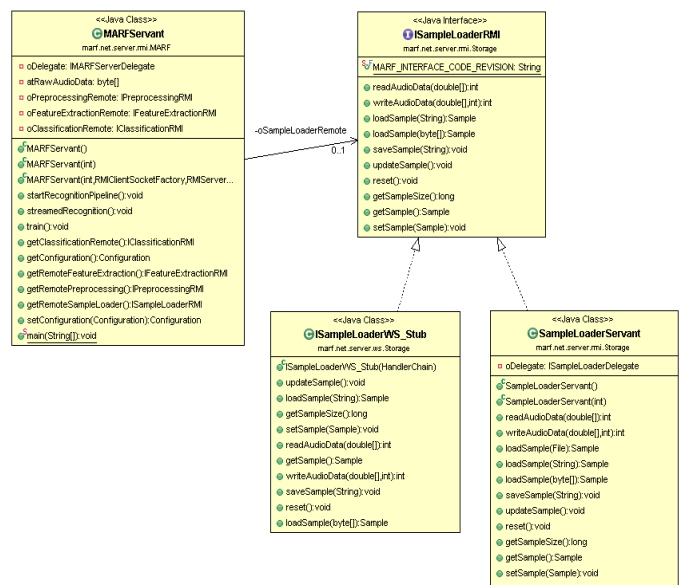 <<Java Class>>
MARFServant
marf.net.server.rmi.MARF
oDelegate: IMARFServerDelegate
atRawAudioData: byte[]
oPreprocessingRemote: IPreprocessingRMI
oFeatureExtractionRemote: IFeatureExtractionRMI
oClassificationRemote: IClassificationRMI
MARFServant()
MARFServant(int)
MARFServant(int,RMIClientSocketFactory,RMIServer...
startRecognitionPipeline():void
streamedRecognition():void
train():void
getClassificationRemote():IClassificationRMI
getConfiguration():Configuration
getRemoteFeatureExtraction():IFeatureExtractionRMI
getRemotePreprocessing():IPreprocessingRMI
getRemoteSampleLoader():ISampleLoaderRMI
setConfiguration(Configuration):Configuration
main(String[]):void
-oSampleLoaderRemote
0..1
<<Java Interface>>
ISampleLoaderRMI
marf.net.server.rmi.Storage
MARF_INTERFACE_CODE_REVISION: String
readAudioData(double[]):int
writeAudioData(double[],int):int
loadSample(String):Sample
loadSample(byte[]):Sample
saveSample(String):void
updateSample():void
reset():void
getSampleSize():long
getSample():Sample
setSample(Sample):void
<<Java Class>>
ISampleLoaderWS_Stub
marf.net.server.ws.Storage
ISampleLoaderWS_Stub(HandlerChain)
updateSample():void
loadSample(String):Sample
getSampleSize():long
setSample(Sample):void
readAudioData(double[]):int
getSample():Sample
writeAudioData(double[],int):int
saveSample(String):void
reset():void
loadSample(byte[]):Sample
<<Java Class>>
SampleLoaderServant
marf.net.server.rmi.Storage
oDelegate: ISampleLoaderDelegate
SampleLoaderServant()
SampleLoaderServant(int)
readAudioData(double[]):int
writeAudioData(double[],int):int
loadSample(File):Sample
loadSample(String):Sample
loadSample(byte[]):Sample
saveSample(String):void
updateSample():void
reset():void
getSampleSize():long
getSample():Sample
setSample(Sample):void